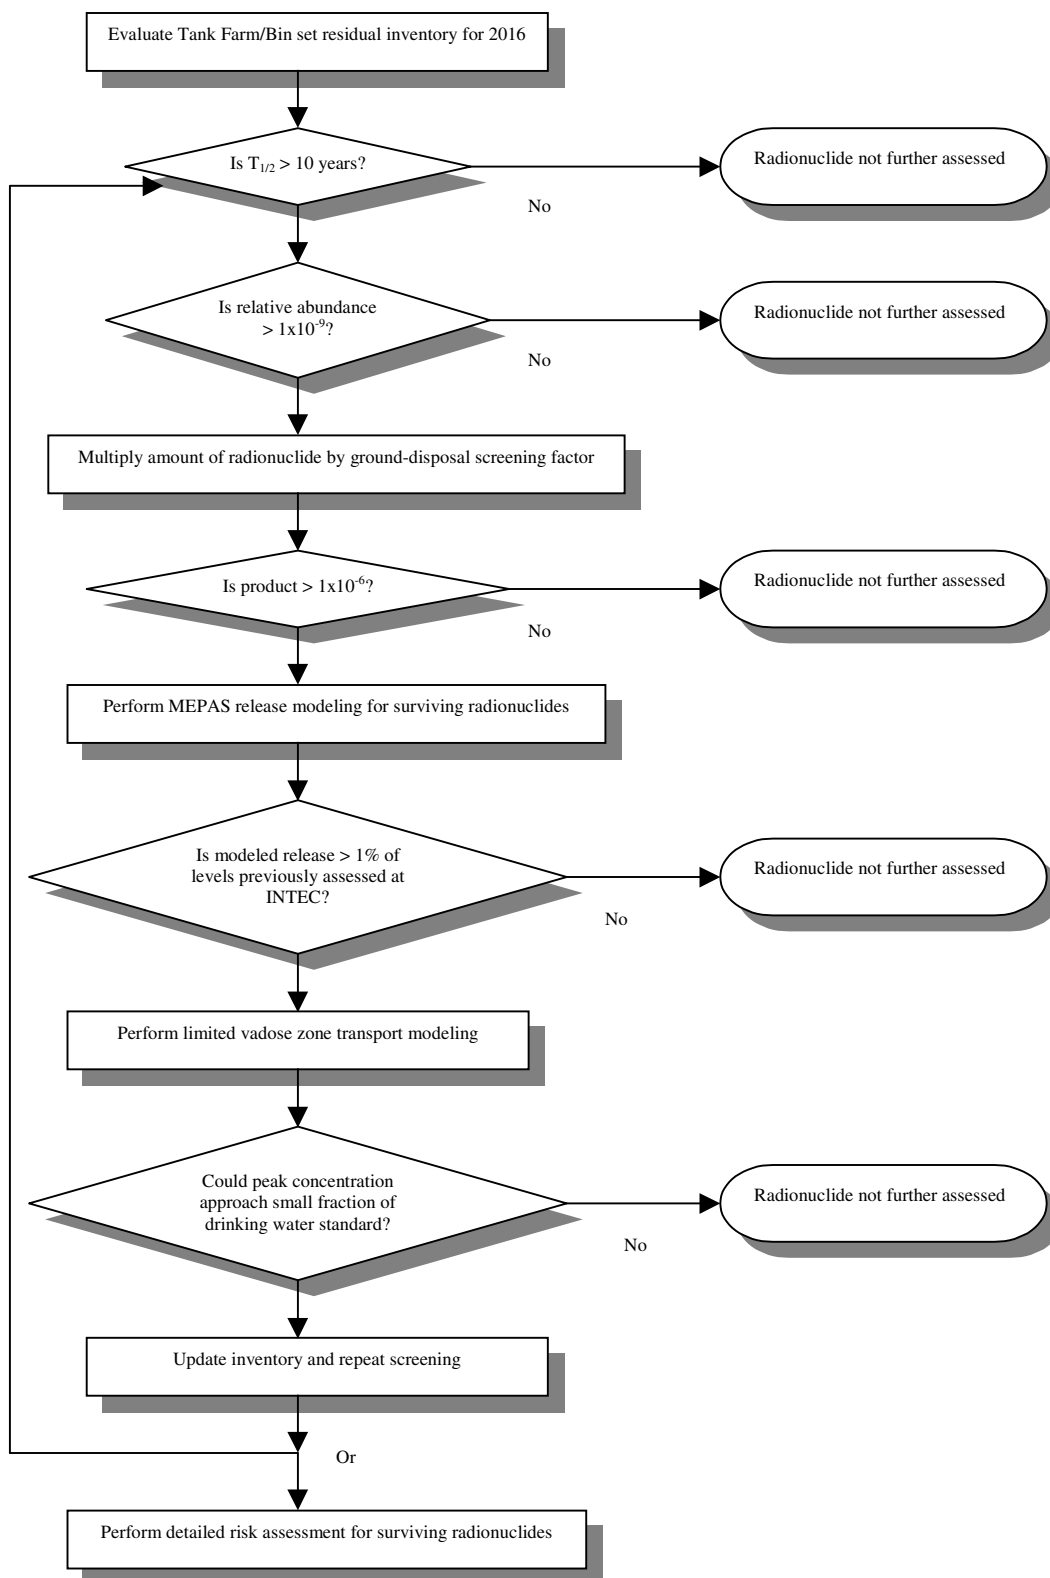 Evaluate Tank Farm/Bin set residual inventory for 2016
Is T1/2 > 10 years?
Radionuclide not further assessed
No
Is relative abundance
> 1x10-9?
Radionuclide not further assessed
No
Multiply amount of radionuclide by ground-disposal screening factor
Is product > 1x10-6?
Radionuclide not further assessed
No
Perform MEPAS release modeling for surviving radionuclides
Is modeled release > 1% of
levels previously assessed at
INTEC?
Radionuclide not further assessed
No
Perform limited vadose zone transport modeling
Could peak concentration
approach small fraction of
drinking water standard?
Radionuclide not further assessed
No
Update inventory and repeat screening
Or
Perform detailed risk assessment for surviving radionuclides